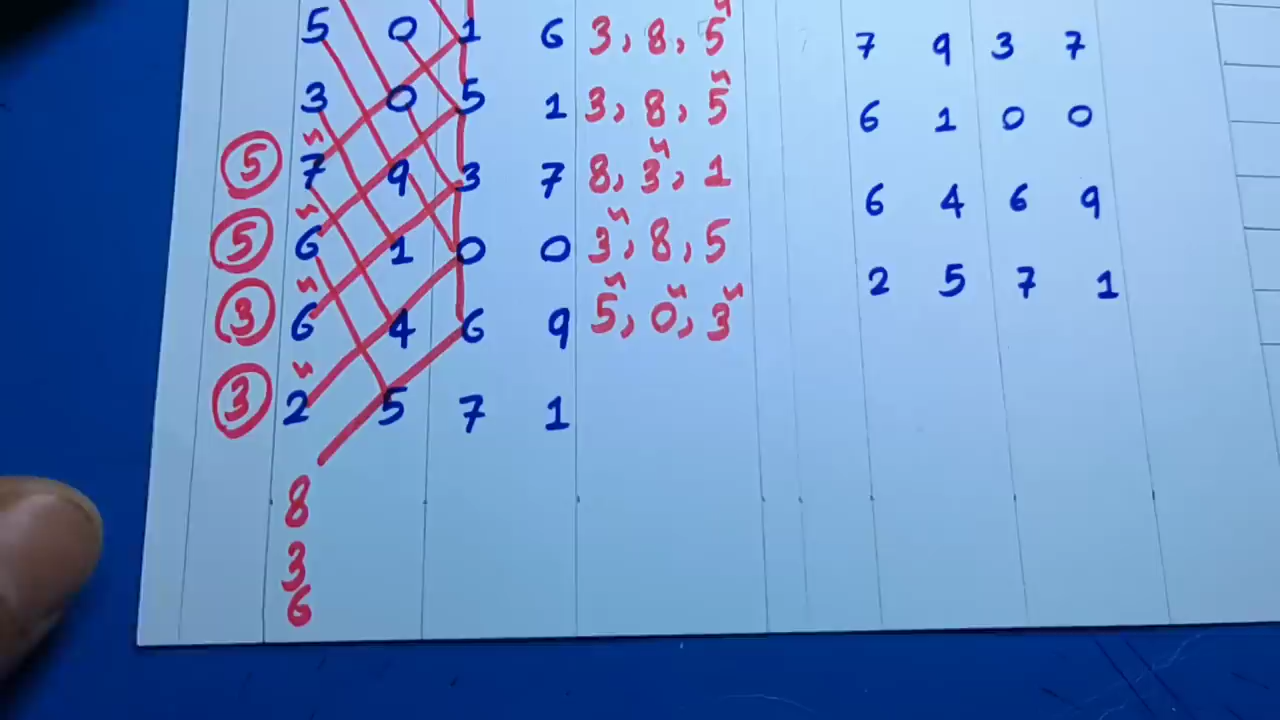 5 0 1 6 3, 8, 5 7 9 3 7
3 0 5 1 3, 8, 5 6 1 0 0
5 7 9 3 7 8, 3, 1 6 4 6 9
5 6 1 0 0 3, 8, 5 2 5 7 1
3 6 4 6 9 5, 0, 3
3 2 5 7 1
8
3
6